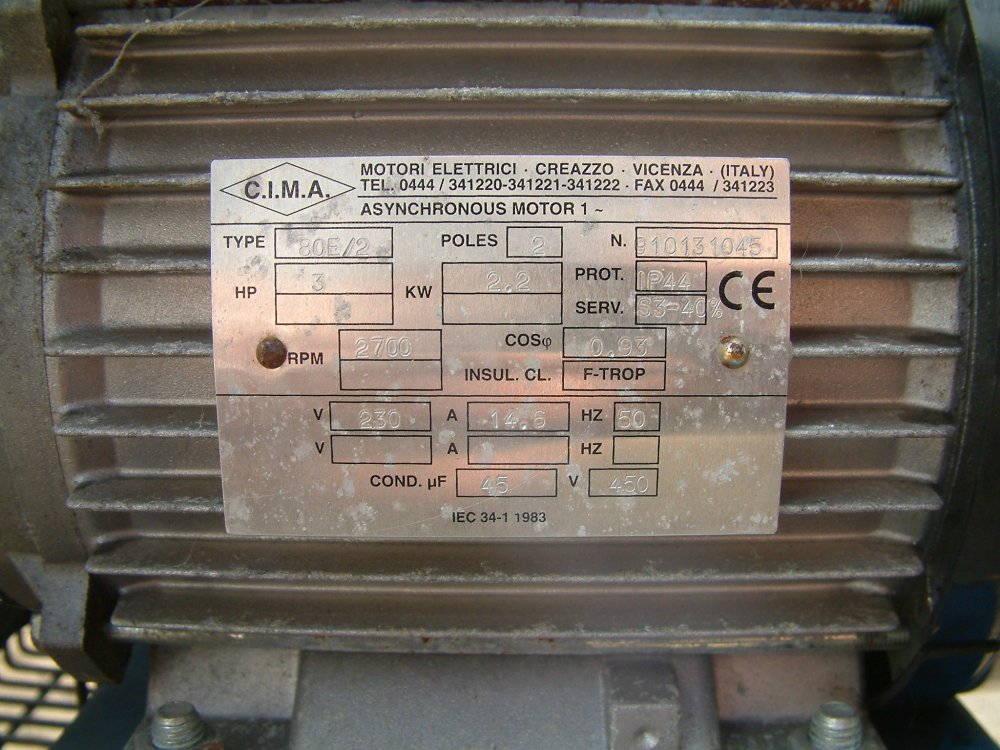 C.I.M.A.
MOTORI ELETTRICI · CREAZZO · VICENZA · (ITALY)
TEL. 0444 / 341220-341221-341222 · FAX 0444 / 341223
ASYNCHRONOUS MOTOR 1 ~
TYPE 80E/2 POLES 2 N. 910131045
HP 3 KW 2.2 PROT. IP44
SERV. S3-40%
CE
RPM 2700 COSφ 0.93
INSUL. CL. F-TROP
V 230 A 14.6 HZ 50
V A HZ
COND. µF 45 V 450
IEC 34-1 1983